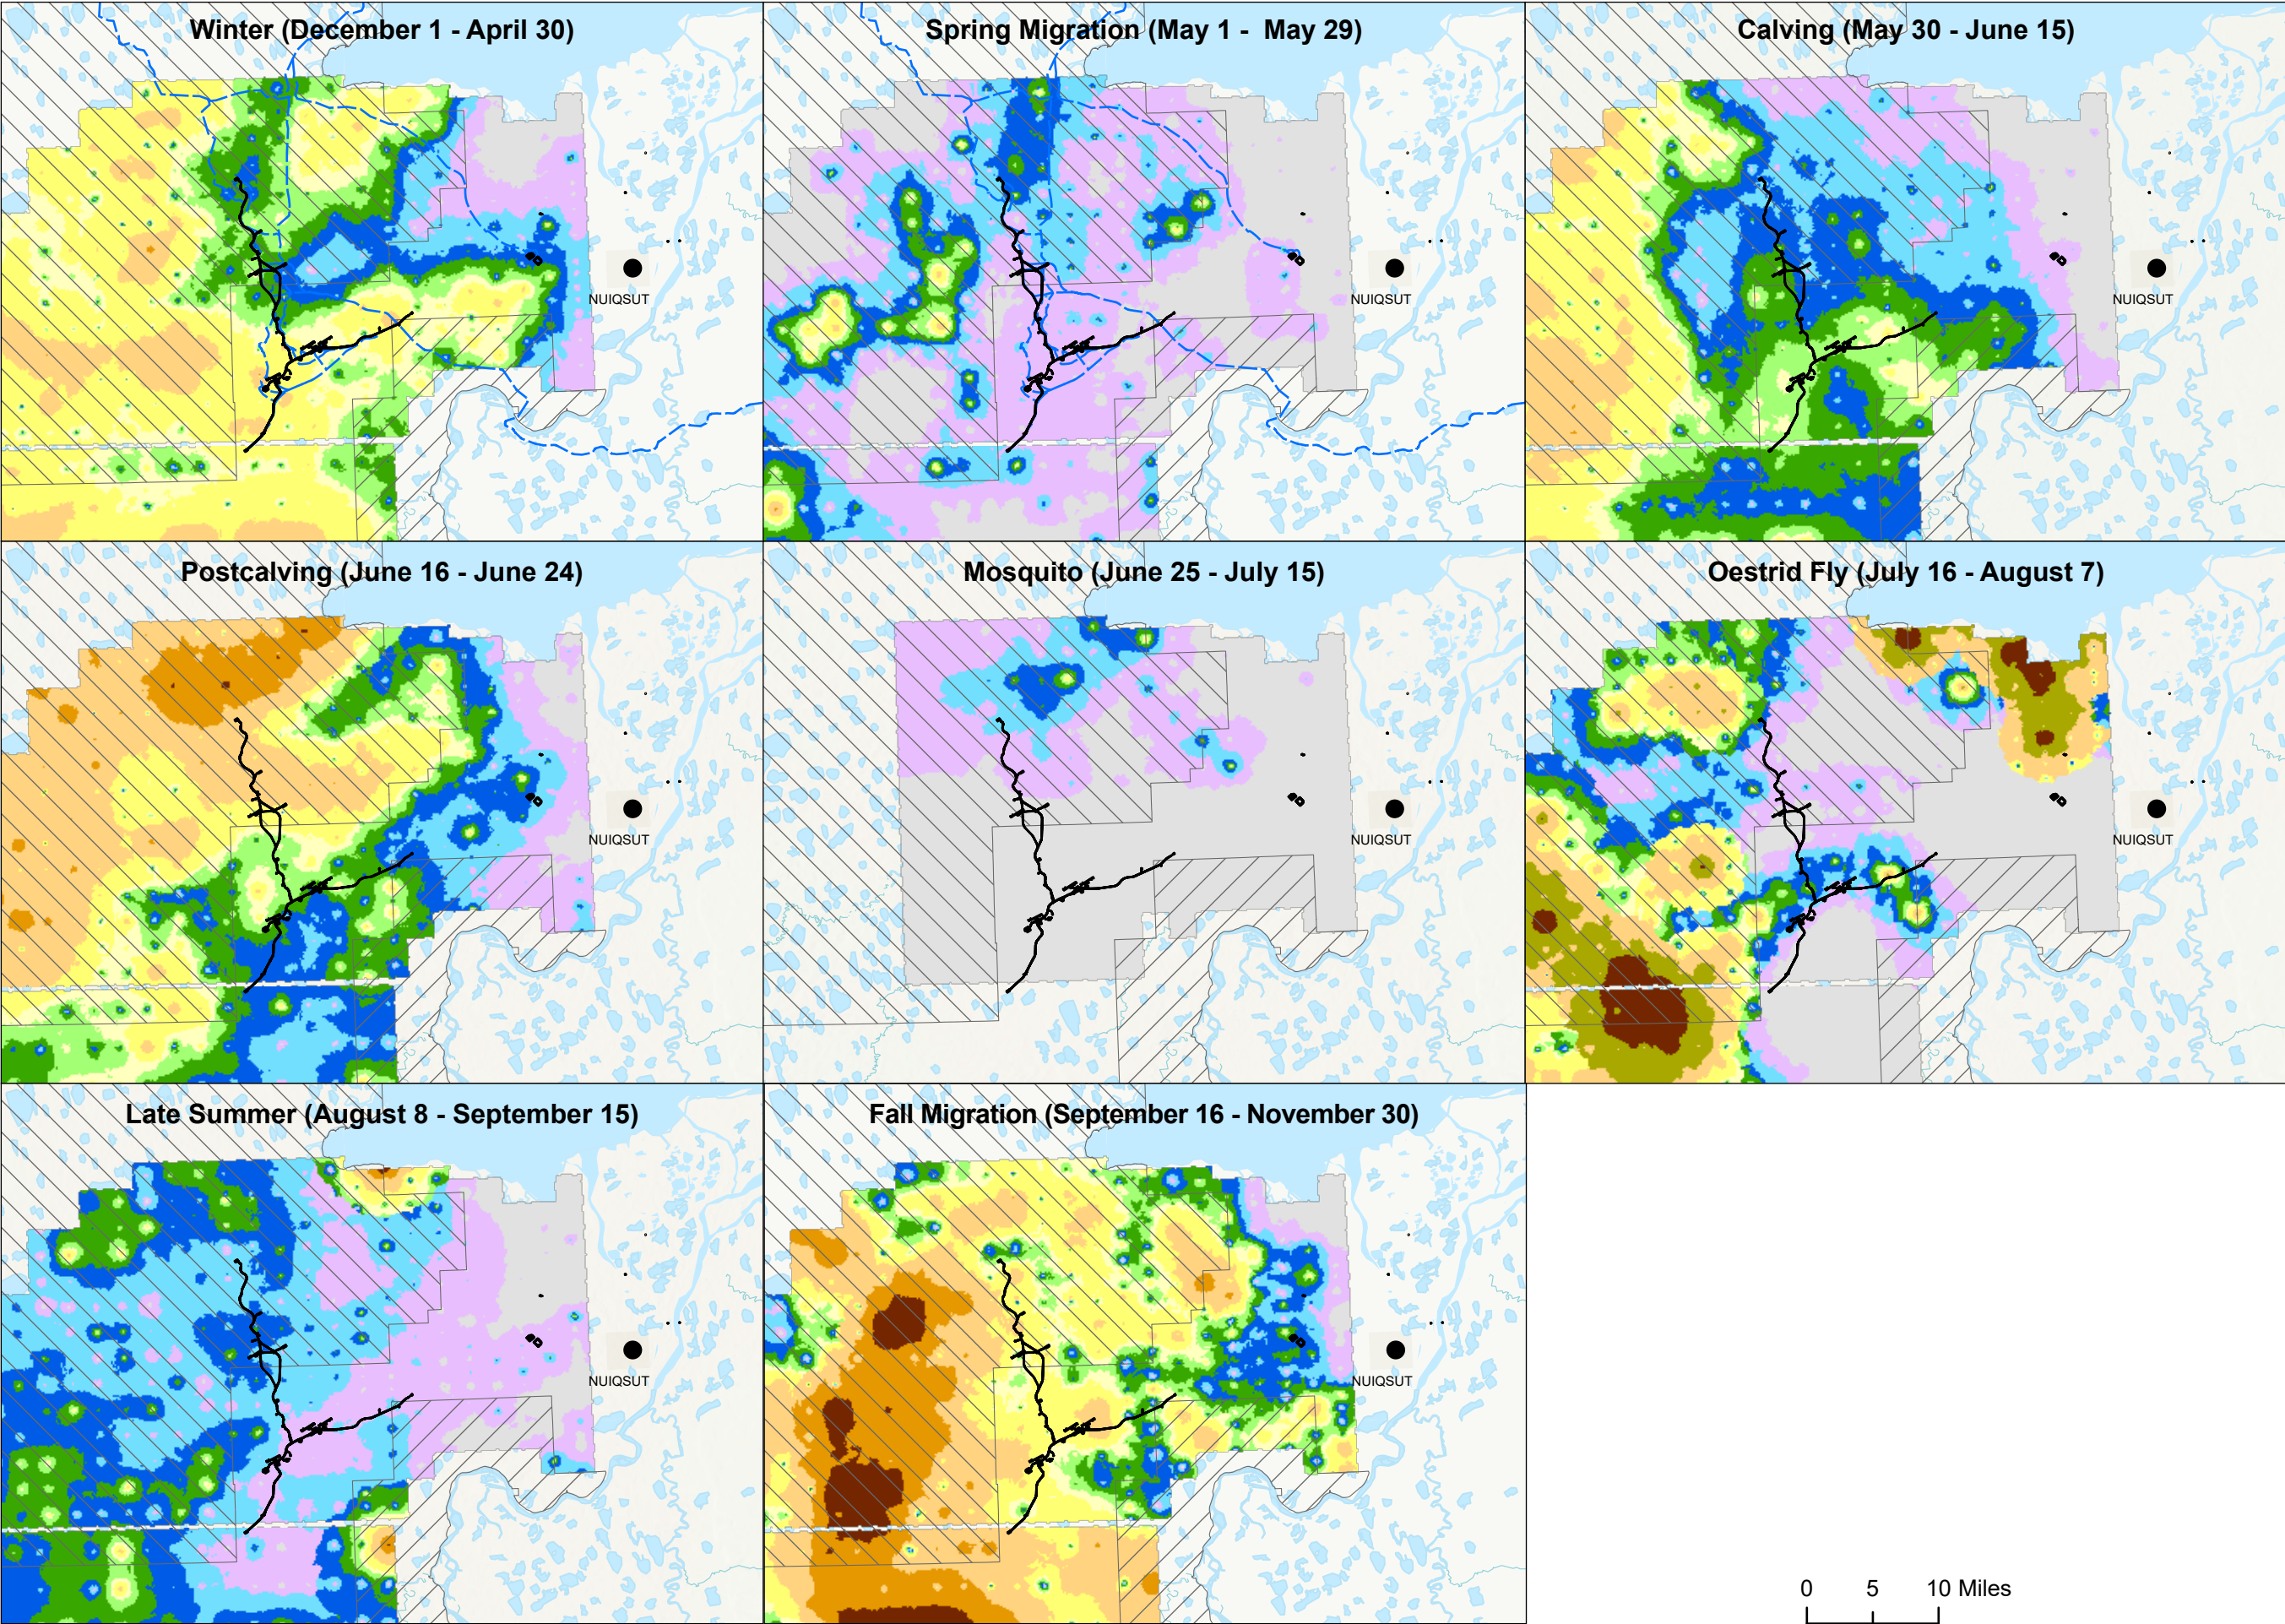 Winter (December 1 - April 30)
Spring Migration (May 1 - May 29)
Calving (May 30 - June 15)
NUIQSUT
NUIQSUT
NUIQSUT
Postcalving (June 16 - June 24)
Mosquito (June 25 - July 15)
Oestrid Fly (July 16 - August 7)
NUIQSUT
NUIQSUT
NUIQSUT
Late Summer (August 8 - September 15)
Fall Migration (September 16 - November 30)
NUIQSUT
NUIQSUT
0 5 10 Miles